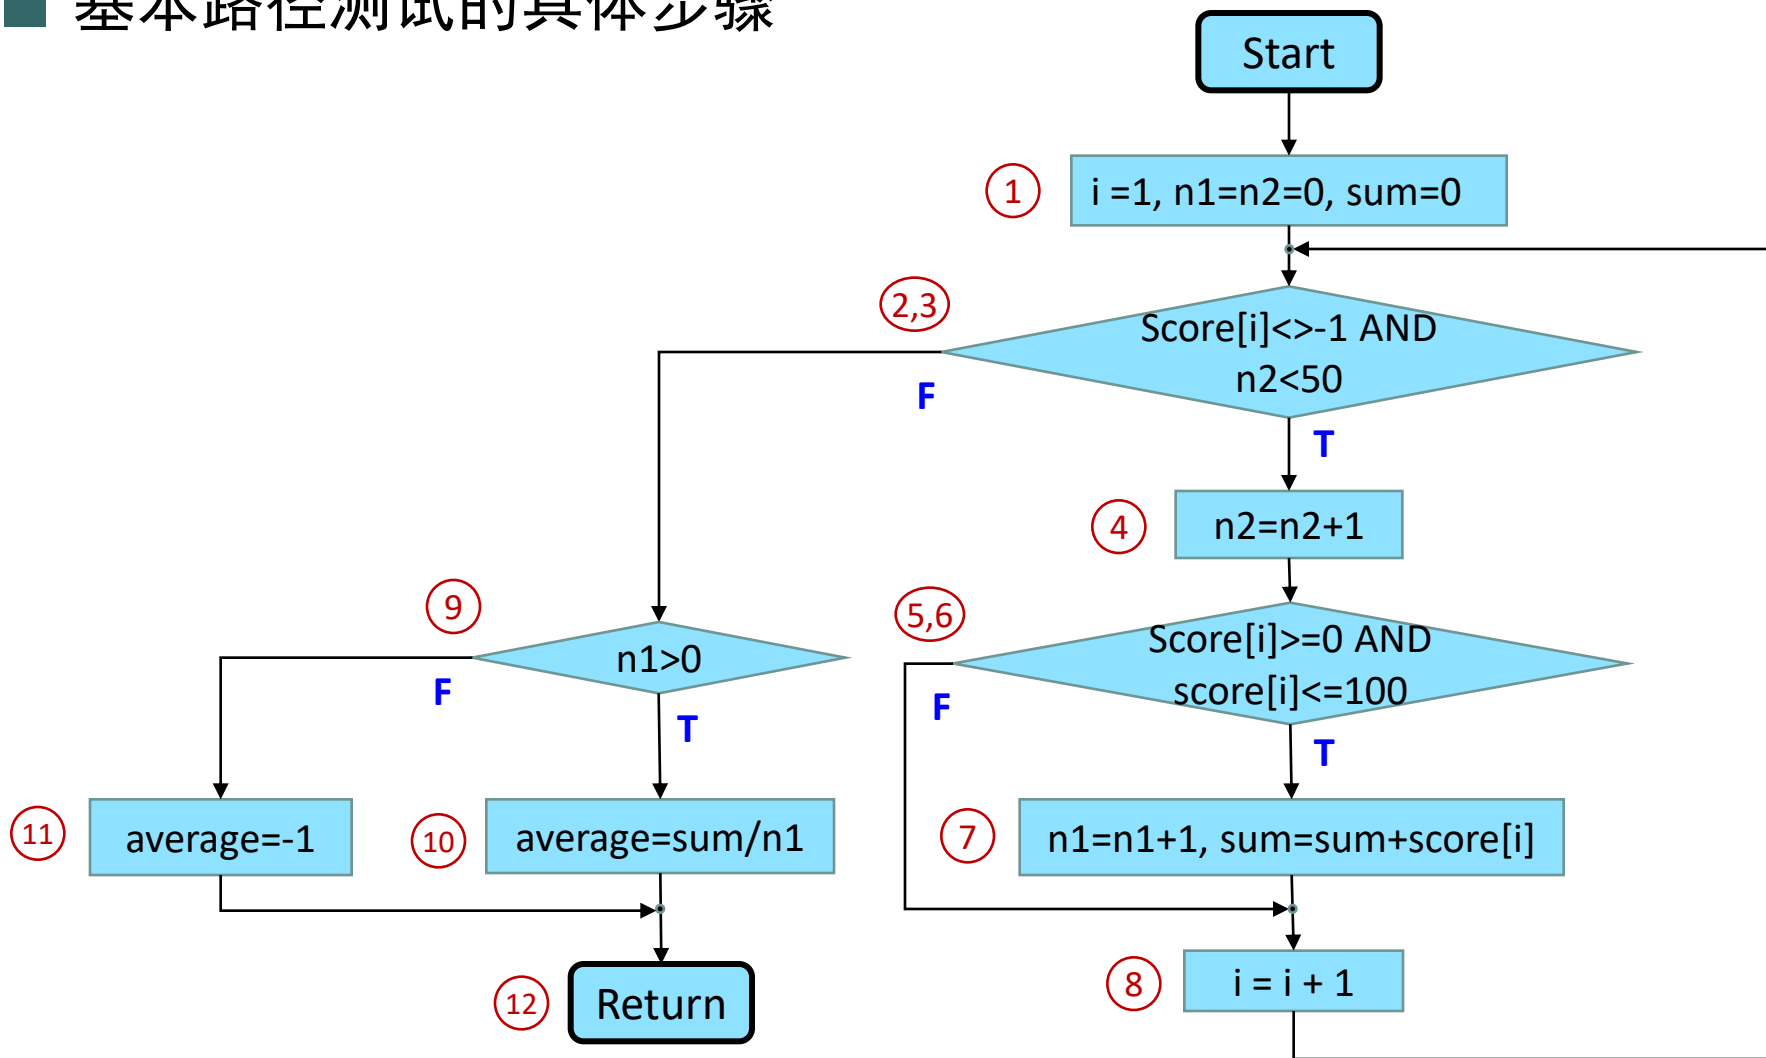 基本路径测试的具体步骤
Start
1
i =1, n1=n2=0, sum=0
2,3
Score[i]<>-1 AND
n2<50
F
T
4
n2=n2+1
9
n1>0
F
T
5,6
Score[i]>=0 AND
score[i]<=100
F
T
11
average=-1
10
average=sum/n1
7
n1=n1+1, sum=sum+score[i]
12
Return
8
i = i + 1